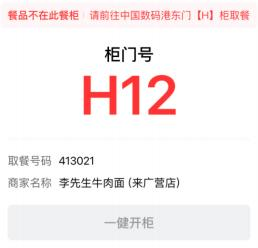 餐品不在此餐柜 | 请前往中国数码港东门【H】柜取餐
柜门号
H12
取餐号码 413021
商家名称 李先生牛肉面 (来广营店)
一健开柜